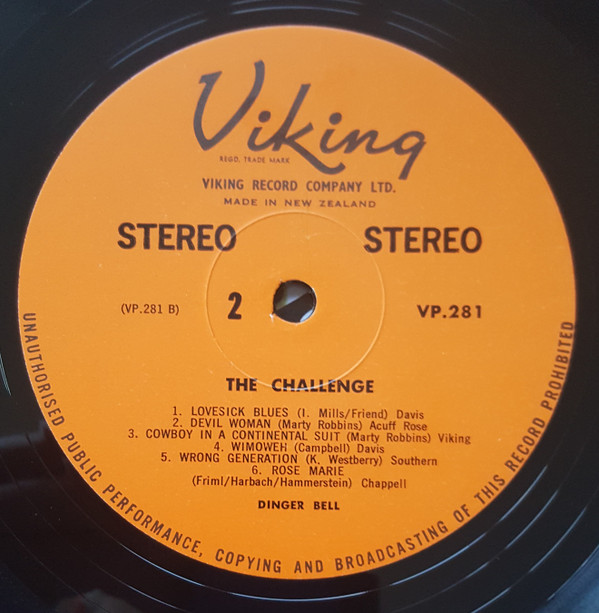 Viking
REGD. TRADE MARK
VIKING RECORD COMPANY LTD.
MADE IN NEW ZEALAND
STEREO STEREO
(VP.281 B) 2 VP.281
THE CHALLENGE
1. LOVESICK BLUES (I. Mills/Friend) Davis
2. DEVIL WOMAN (Marty Robbins) Acuff Rose
3. COWBOY IN A CONTINENTAL SUIT (Marty Robbins) Viking
4. WIMOWEH (Campbell) Davis
5. WRONG GENERATION (K. Westberry) Southern
6. ROSE MARIE
(Friml/Harbach/Hammerstein) Chappell
DINGER BELL
UNAUTHORISED PUBLIC PERFORMANCE, COPYING AND BROADCASTING OF THIS RECORD PROHIBITED